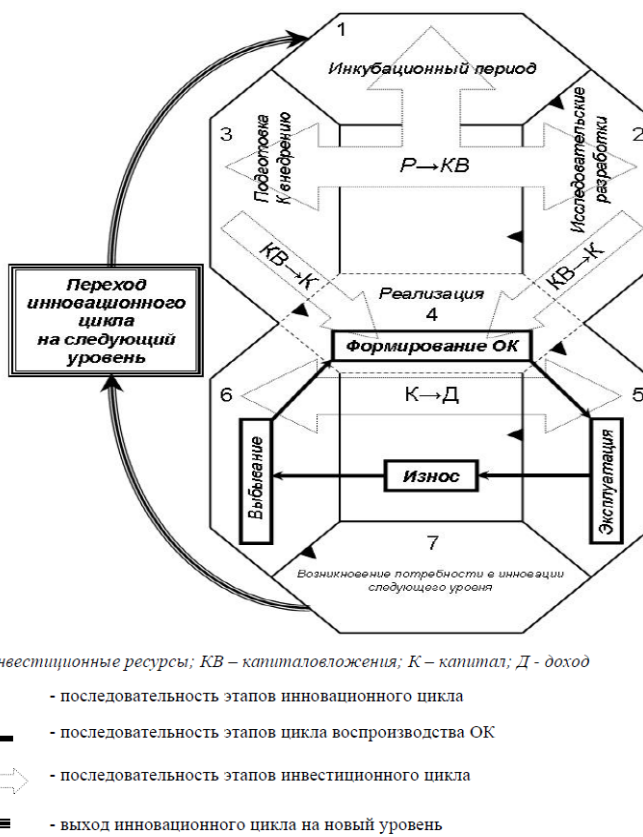 1
Инкубационный период
3
2
Подготовка
К внедрению
Р→КВ
Исследовательские
разработки
КВ→К
КВ→К
Переход
инновационного
цикла
на следующий
уровень
Реализация
4
Формирование ОК
6
К→Д
5
Выбывание
Износ
Эксплуатация
7
Возникновение потребности в инновации
следующего уровня
нвестиционные ресурсы; КВ – капиталовложения; К – капитал; Д - доход
- последовательность этапов инновационного цикла
- последовательность этапов цикла воспроизводства ОК
- последовательность этапов инвестиционного цикла
- выход инновационного цикла на новый уровень